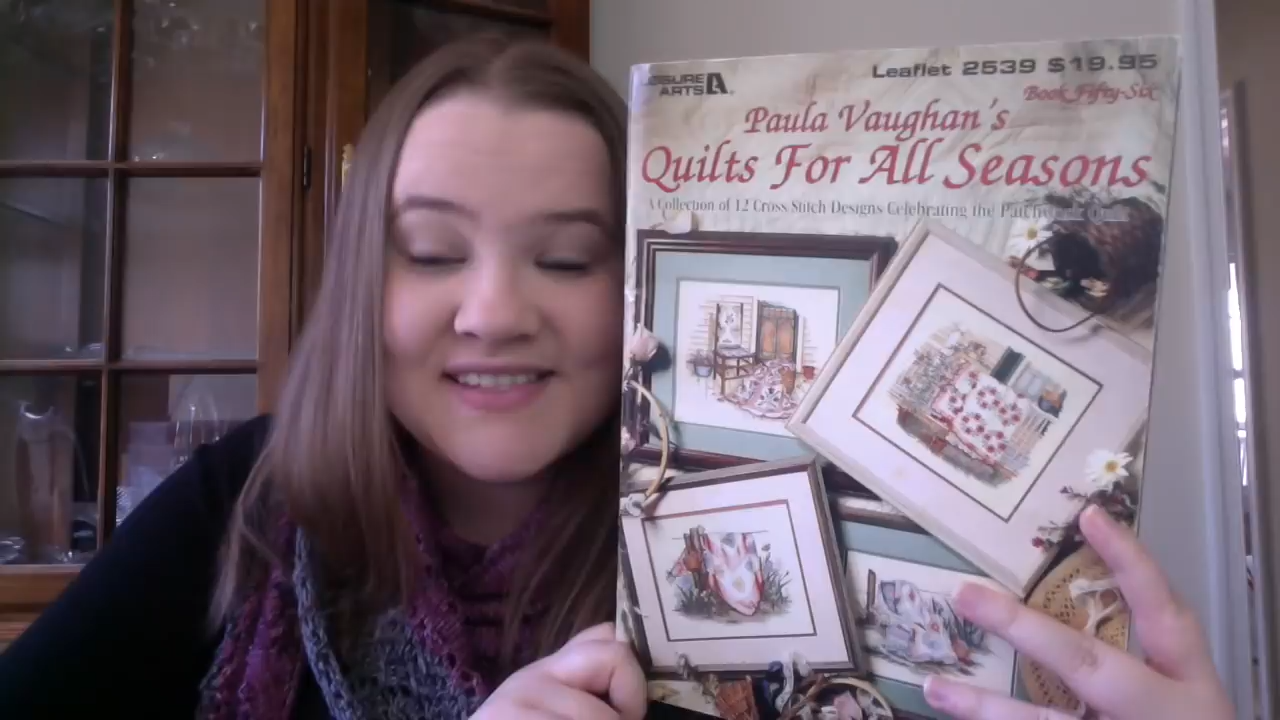 LEISURE
ARTS
Leaflet 2539 $19.95
Book Fifty-Six
Paula Vaughan's
Quilts For All Seasons
A Collection of 12 Cross Stitch Designs Celebrating the Patchwork Quilt